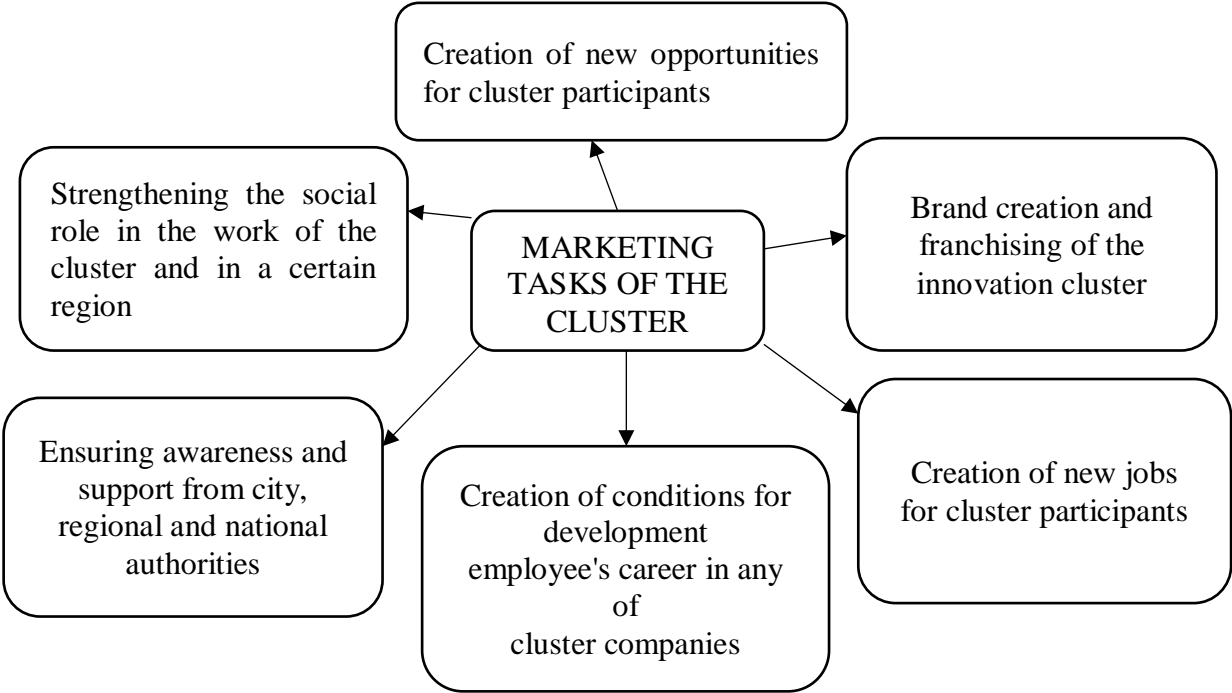 Creation of new opportunities
for cluster participants
Strengthening the social
role in the work of the
cluster and in a certain
region
MARKETING
TASKS OF THE
CLUSTER
Brand creation and
franchising of the
innovation cluster
Ensuring awareness and
support from city,
regional and national
authorities
Creation of conditions for
development
employee's career in any
of
cluster companies
Creation of new jobs
for cluster participants